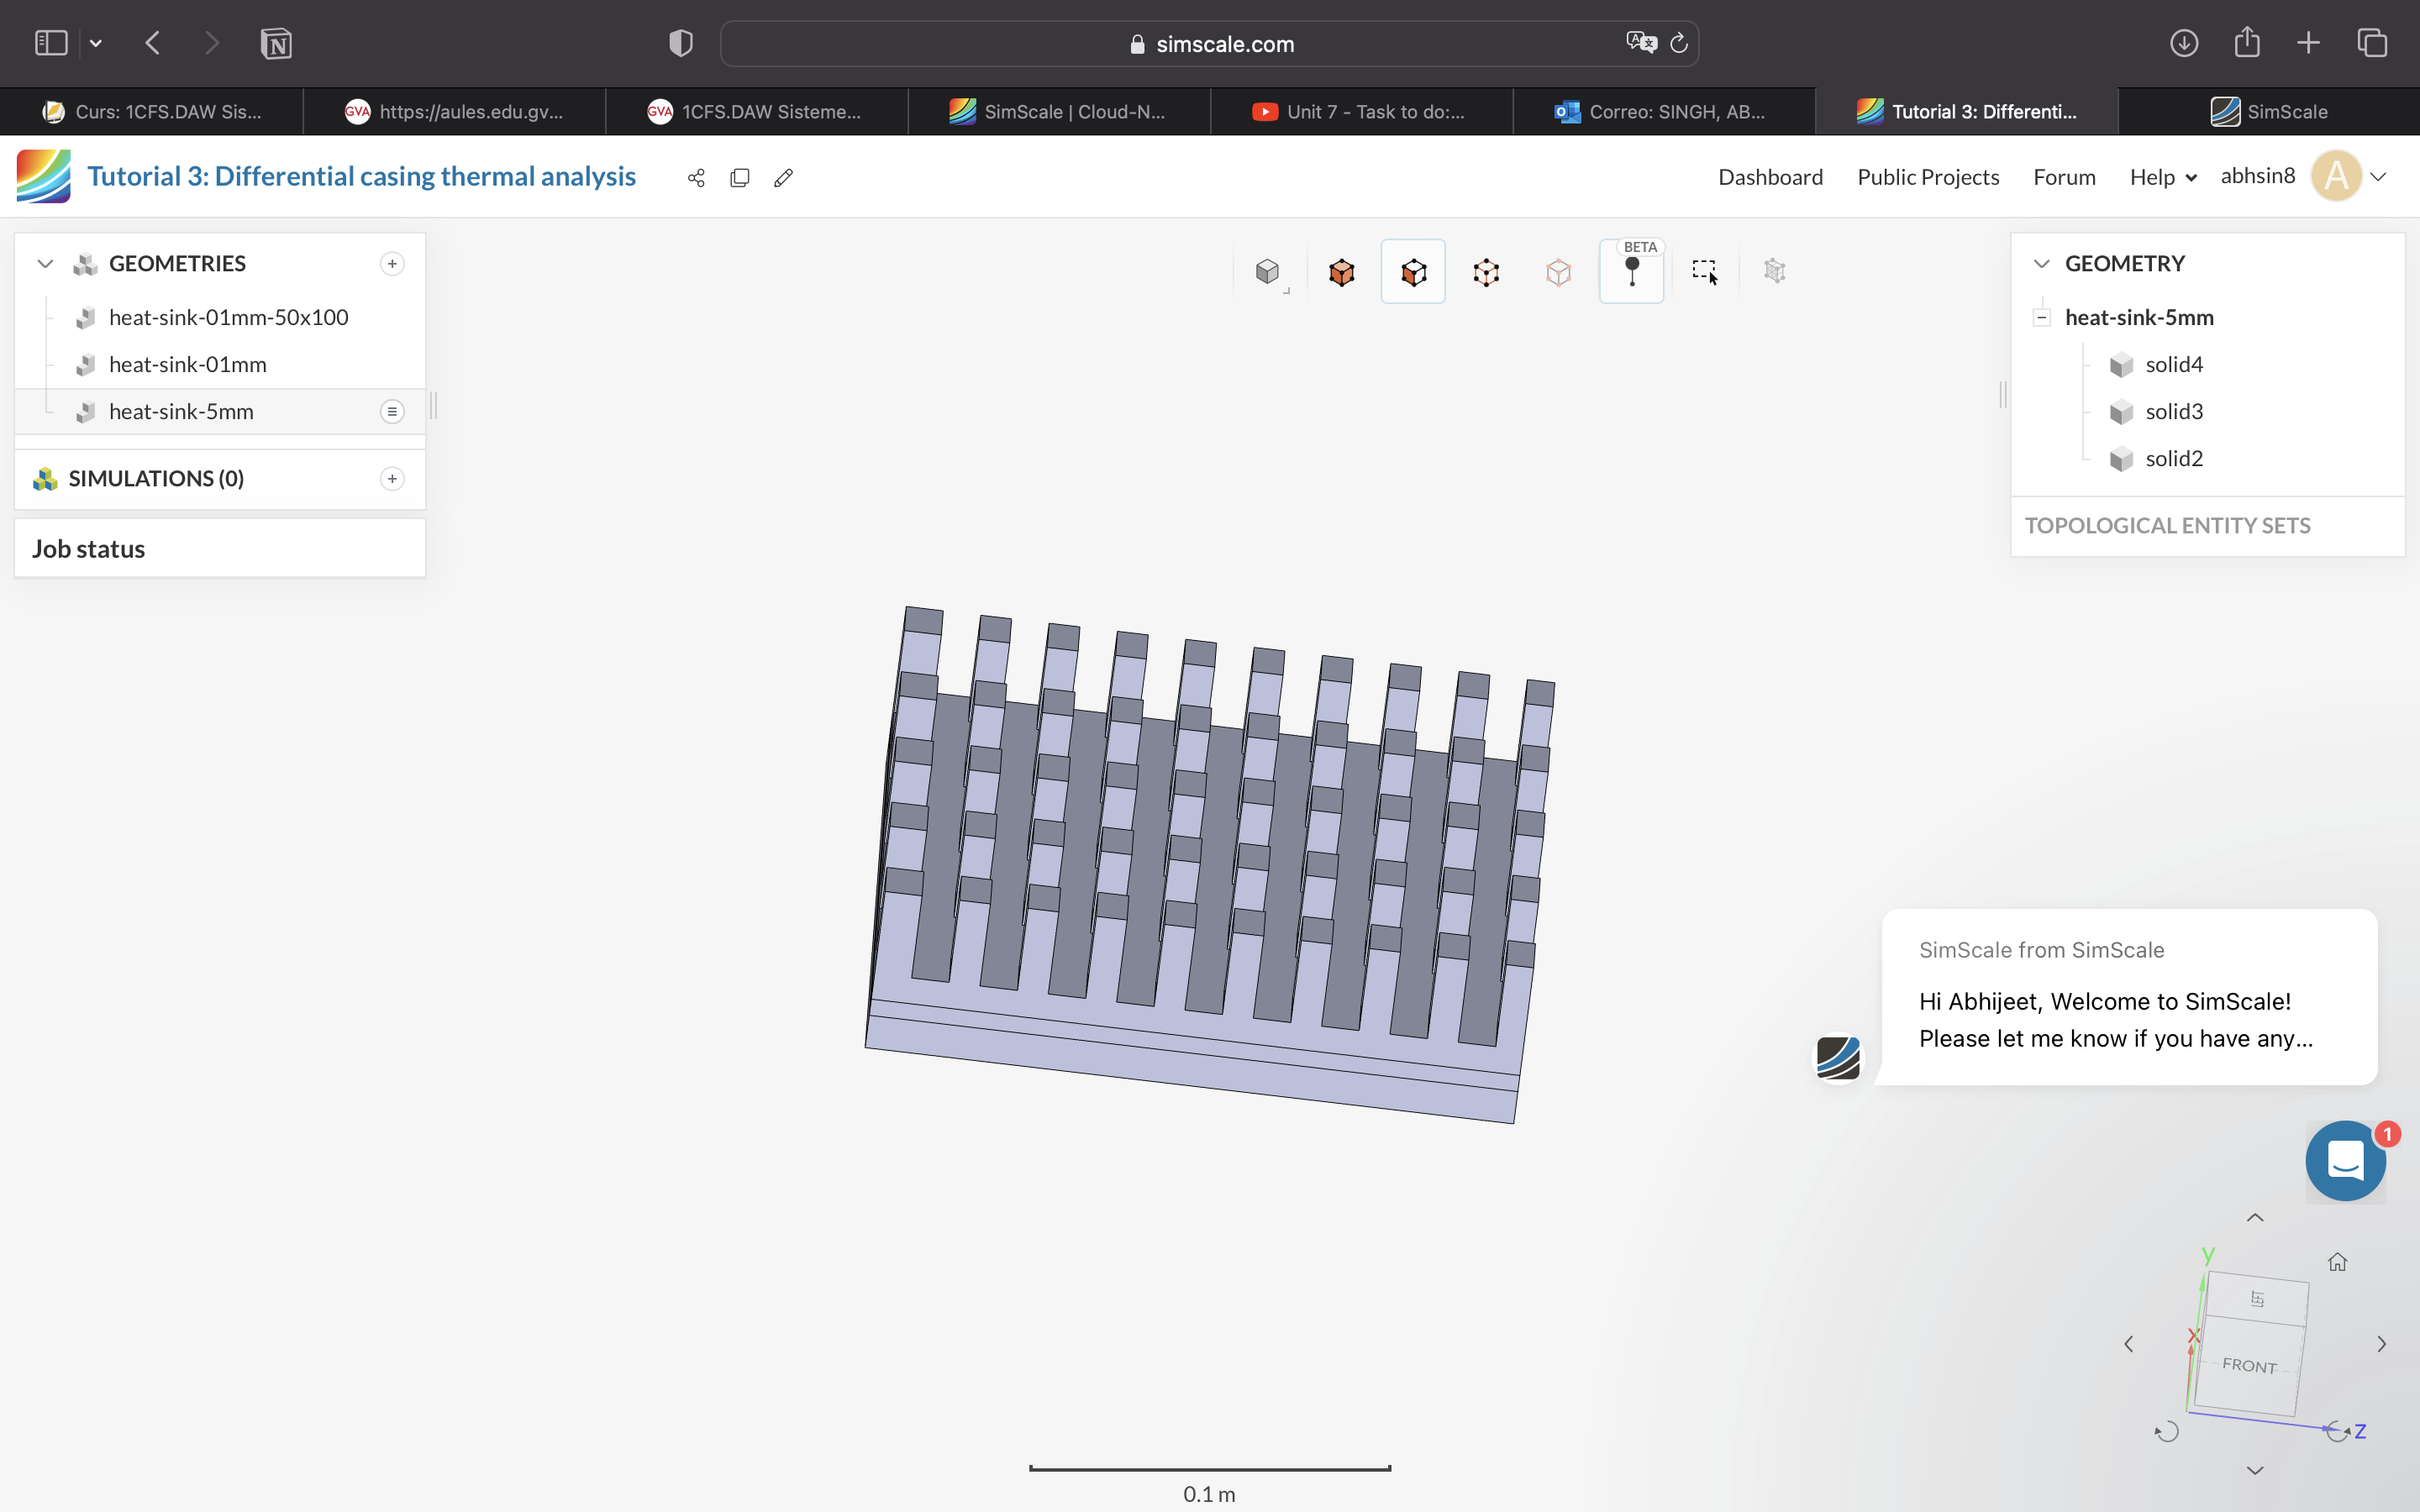 simscale.com
Curs: 1CFS.DAW Sis...
GVA https://aules.edu.gv...
GVA 1CFS.DAW Sisteme...
SimScale | Cloud-N...
Unit 7 - Task to do:...
Correo: SINGH, AB...
Tutorial 3: Differenti...
SimScale
Tutorial 3: Differential casing thermal analysis
Dashboard
Public Projects
Forum
Help
abhsin8
A
GEOMETRIES
heat-sink-01mm-50x100
heat-sink-01mm
heat-sink-5mm
SIMULATIONS (0)
Job status
BETA
GEOMETRY
heat-sink-5mm
solid4
solid3
solid2
TOPOLOGICAL ENTITY SETS
SimScale from SimScale
Hi Abhijeet, Welcome to SimScale!
Please let me know if you have any...
1
y
X
FRONT
Z
0.1 m